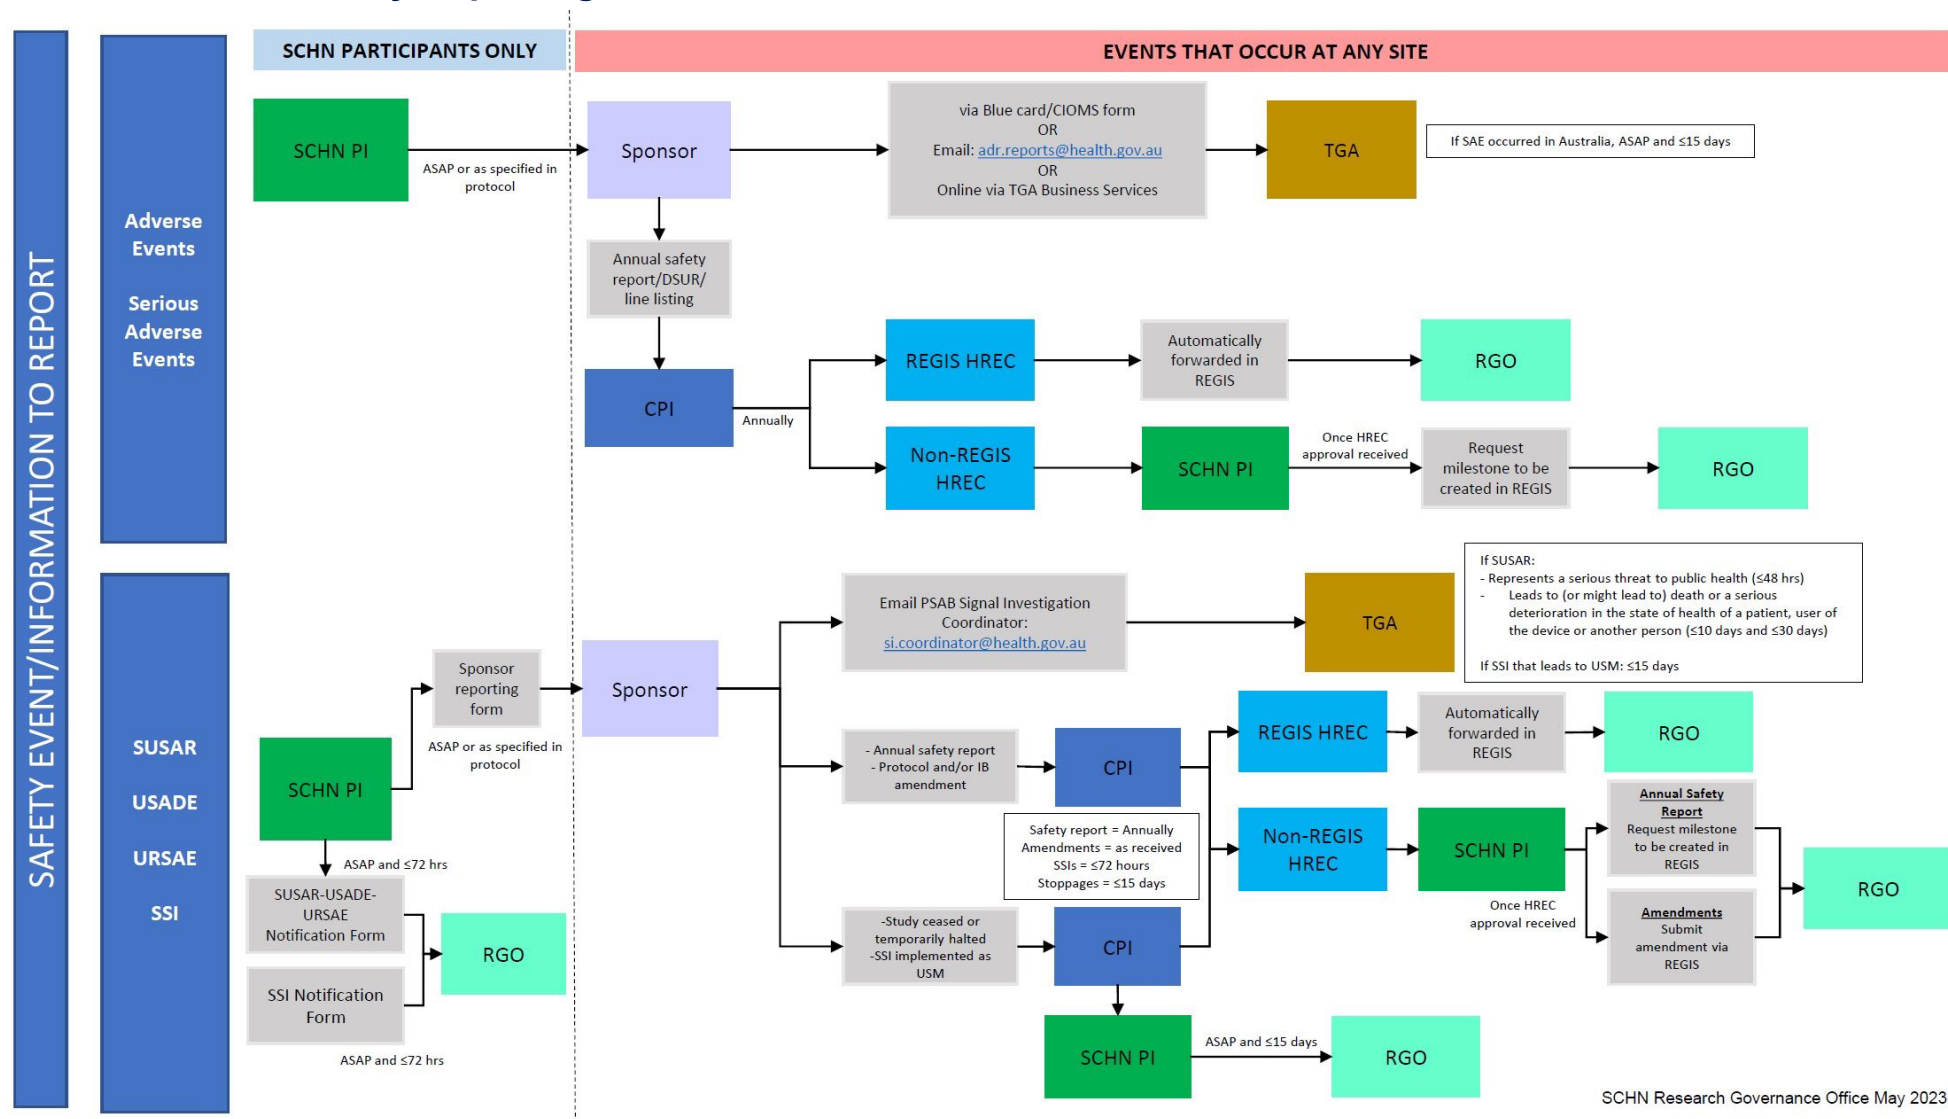 SCHN PARTICIPANTS ONLY
EVENTS THAT OCCUR AT ANY SITE
SAFETY EVENT/INFORMATION TO REPORT
Adverse
Events
Serious
Adverse
Events
SCHN PI
ASAP or as specified in
protocol
Sponsor
via Blue card/CIOMS form
OR
Email: adr.reports@health.gov.au
OR
Online via TGA Business Services
TGA
If SAE occurred in Australia, ASAP and ≤15 days
Annual safety
report/DSUR/
line listing
CPI
Annually
REGIS HREC
Automatically
forwarded in
REGIS
RGO
Non-REGIS
HREC
SCHN PI
Once HREC
approval received
Request
milestone to be
created in REGIS
RGO
SUSAR
USADE
URSAE
SSI
SCHN PI
Sponsor
reporting
form
ASAP or as specified in
protocol
ASAP and ≤72 hrs
SUSAR-USADE-
URSAE
Notification Form
SSI Notification
Form
ASAP and ≤72 hrs
RGO
Sponsor
Email PSAB Signal Investigation
Coordinator:
si.coordinator@health.gov.au
TGA
If SUSAR:
- Represents a serious threat to public health (≤48 hrs)
- Leads to (or might lead to) death or a serious
deterioration in the state of health of a patient, user of
the device or another person (≤10 days and ≤30 days)
If SSI that leads to USM: ≤15 days
- Annual safety report
- Protocol and/or IB
amendment
CPI
Safety report = Annually
Amendments = as received
SSIs = ≤72 hours
Stoppages = ≤15 days
-Study ceased or
temporarily halted
-SSI implemented as
USM
CPI
REGIS HREC
Automatically
forwarded in
REGIS
RGO
Non-REGIS
HREC
SCHN PI
Once HREC
approval received
Annual Safety
Report
Request milestone
to be created in
REGIS
Amendments
Submit
amendment via
REGIS
RGO
SCHN PI
ASAP and ≤15 days
RGO
SCHN Research Governance Office May 2023